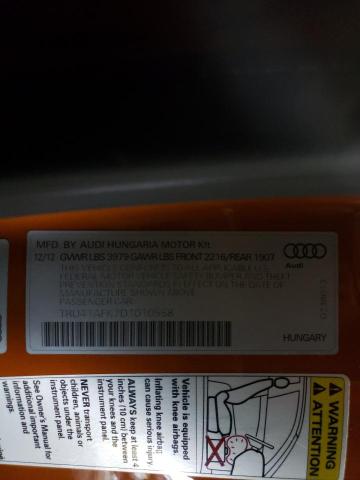 MFD. BY AUDI HUNGARIA MOTOR Kft.
12/12 GVWR LBS 3979 GAWR LBS FRONT 2216/REAR 1907
THIS VEHICLE CONFORMS TO ALL APPLICABLE U.S.
FEDERAL MOTOR VEHICLE SAFETY BUMPER AND THEFT
PREVENTION STANDARDS IN EFFECT ON THE DATE OF
MANUFACTURE SHOWN ABOVE
PASSENGER CAR
Audi
TRU4TAFK7D1010558
HUNGARY
WARNING
ATTENTION
Vehicle is equipped
with knee airbags.
Inflating knee airbag
can cause serious injury.
ALWAYS keep at least 4
inches (10 cm) between
your knees and the
instrument panel.
NEVER transport
children, animals or
objects under the
instrument panel.
See Owner's Manual for
additional important
information and
warnings.